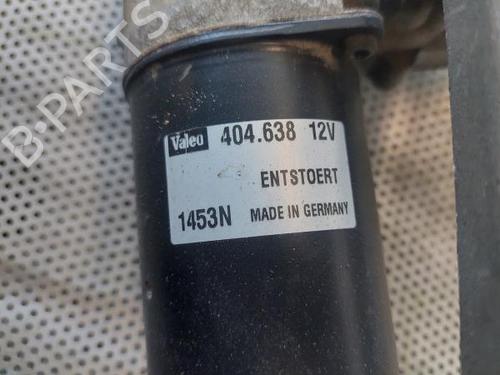 B-PARTS
Valeo 404.638 12V
ENTSTOERT
1453N MADE IN GERMANY